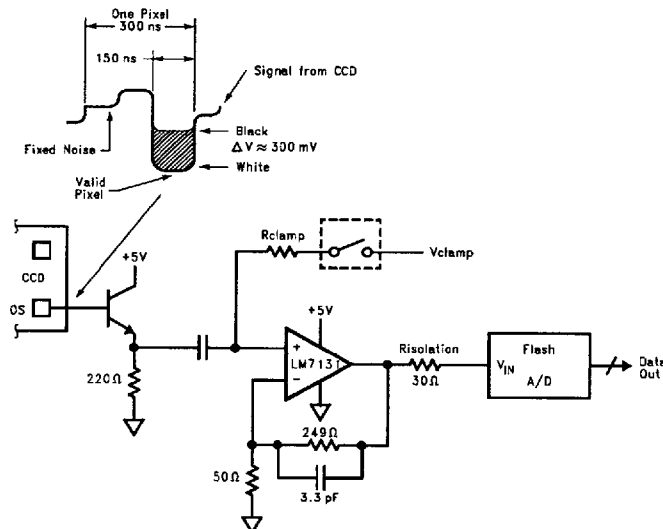 One Pixel
300 ns
150 ns
Signal from CCD
Black
ΔV ≈ 300 mV
White
Fixed Noise
Valid
Pixel
Rclamp
Vclamp
+5V
CCD
OS
+5V
+
LM7131
−
Risolation
30Ω
Flash
VIN
A/D
Data
Out
220Ω
249Ω
50Ω
3.3 pF